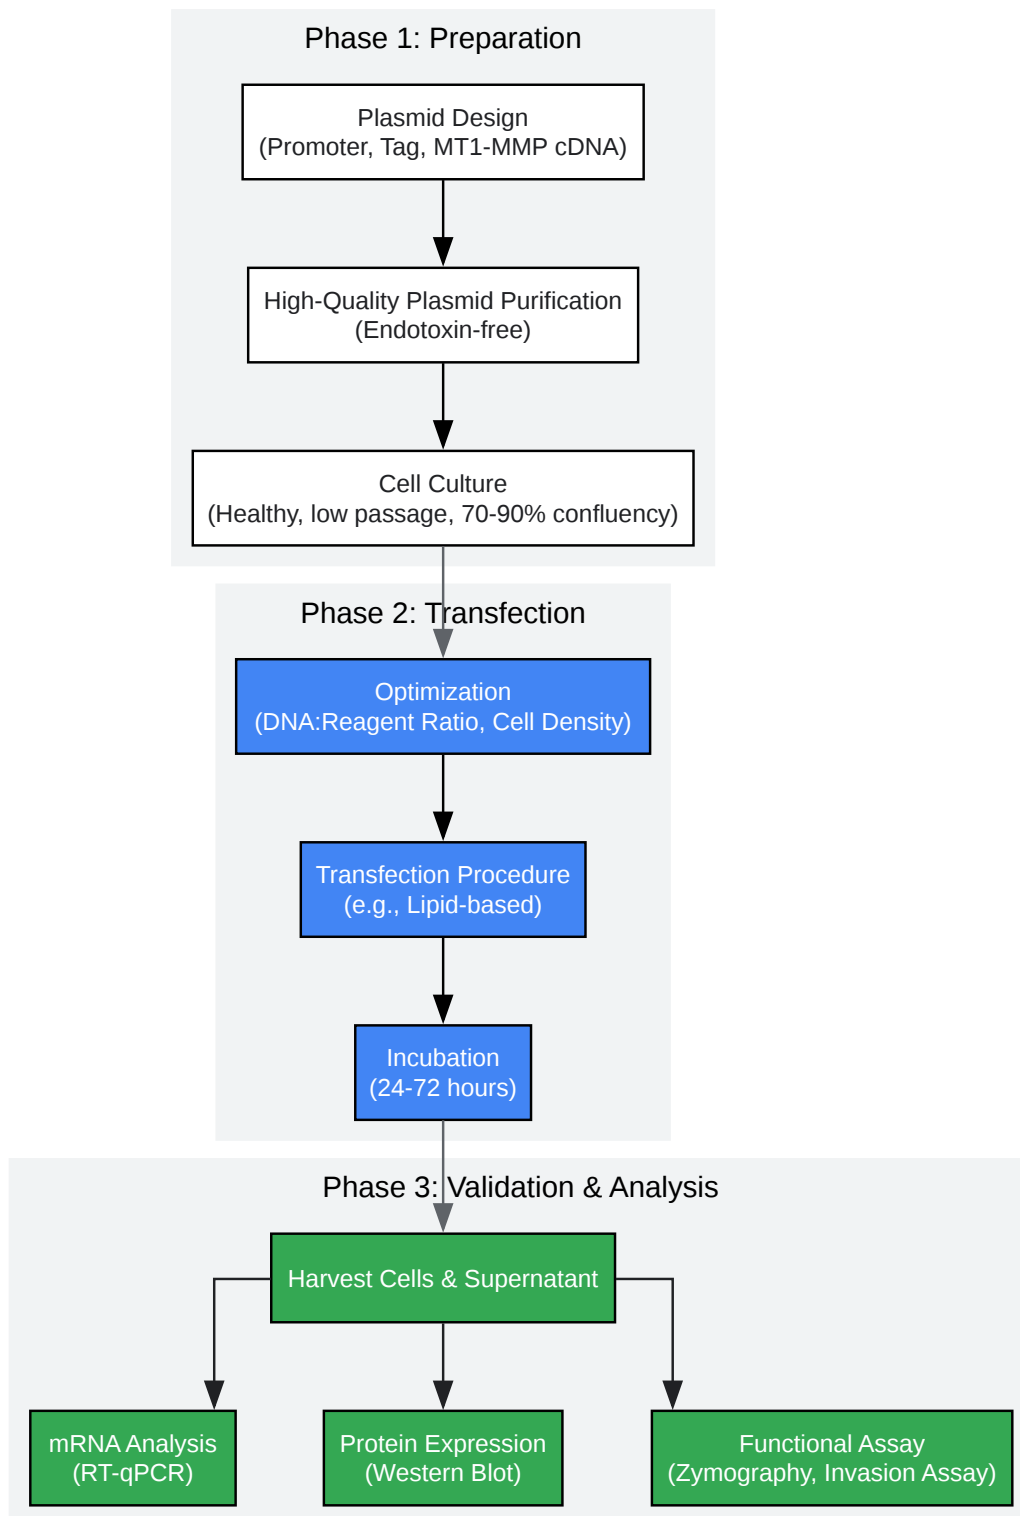 Phase 1: Preparation
Plasmid Design
(Promoter, Tag, MT1-MMP cDNA)
High-Quality Plasmid Purification
(Endotoxin-free)
Cell Culture
(Healthy, low passage, 70-90% confluency)
Phase 2: Transfection
Optimization
(DNA:Reagent Ratio, Cell Density)
Transfection Procedure
(e.g., Lipid-based)
Incubation
(24-72 hours)
Phase 3: Validation & Analysis
Harvest Cells & Supernatant
mRNA Analysis
(RT-qPCR)
Protein Expression
(Western Blot)
Functional Assay
(Zymography, Invasion Assay)